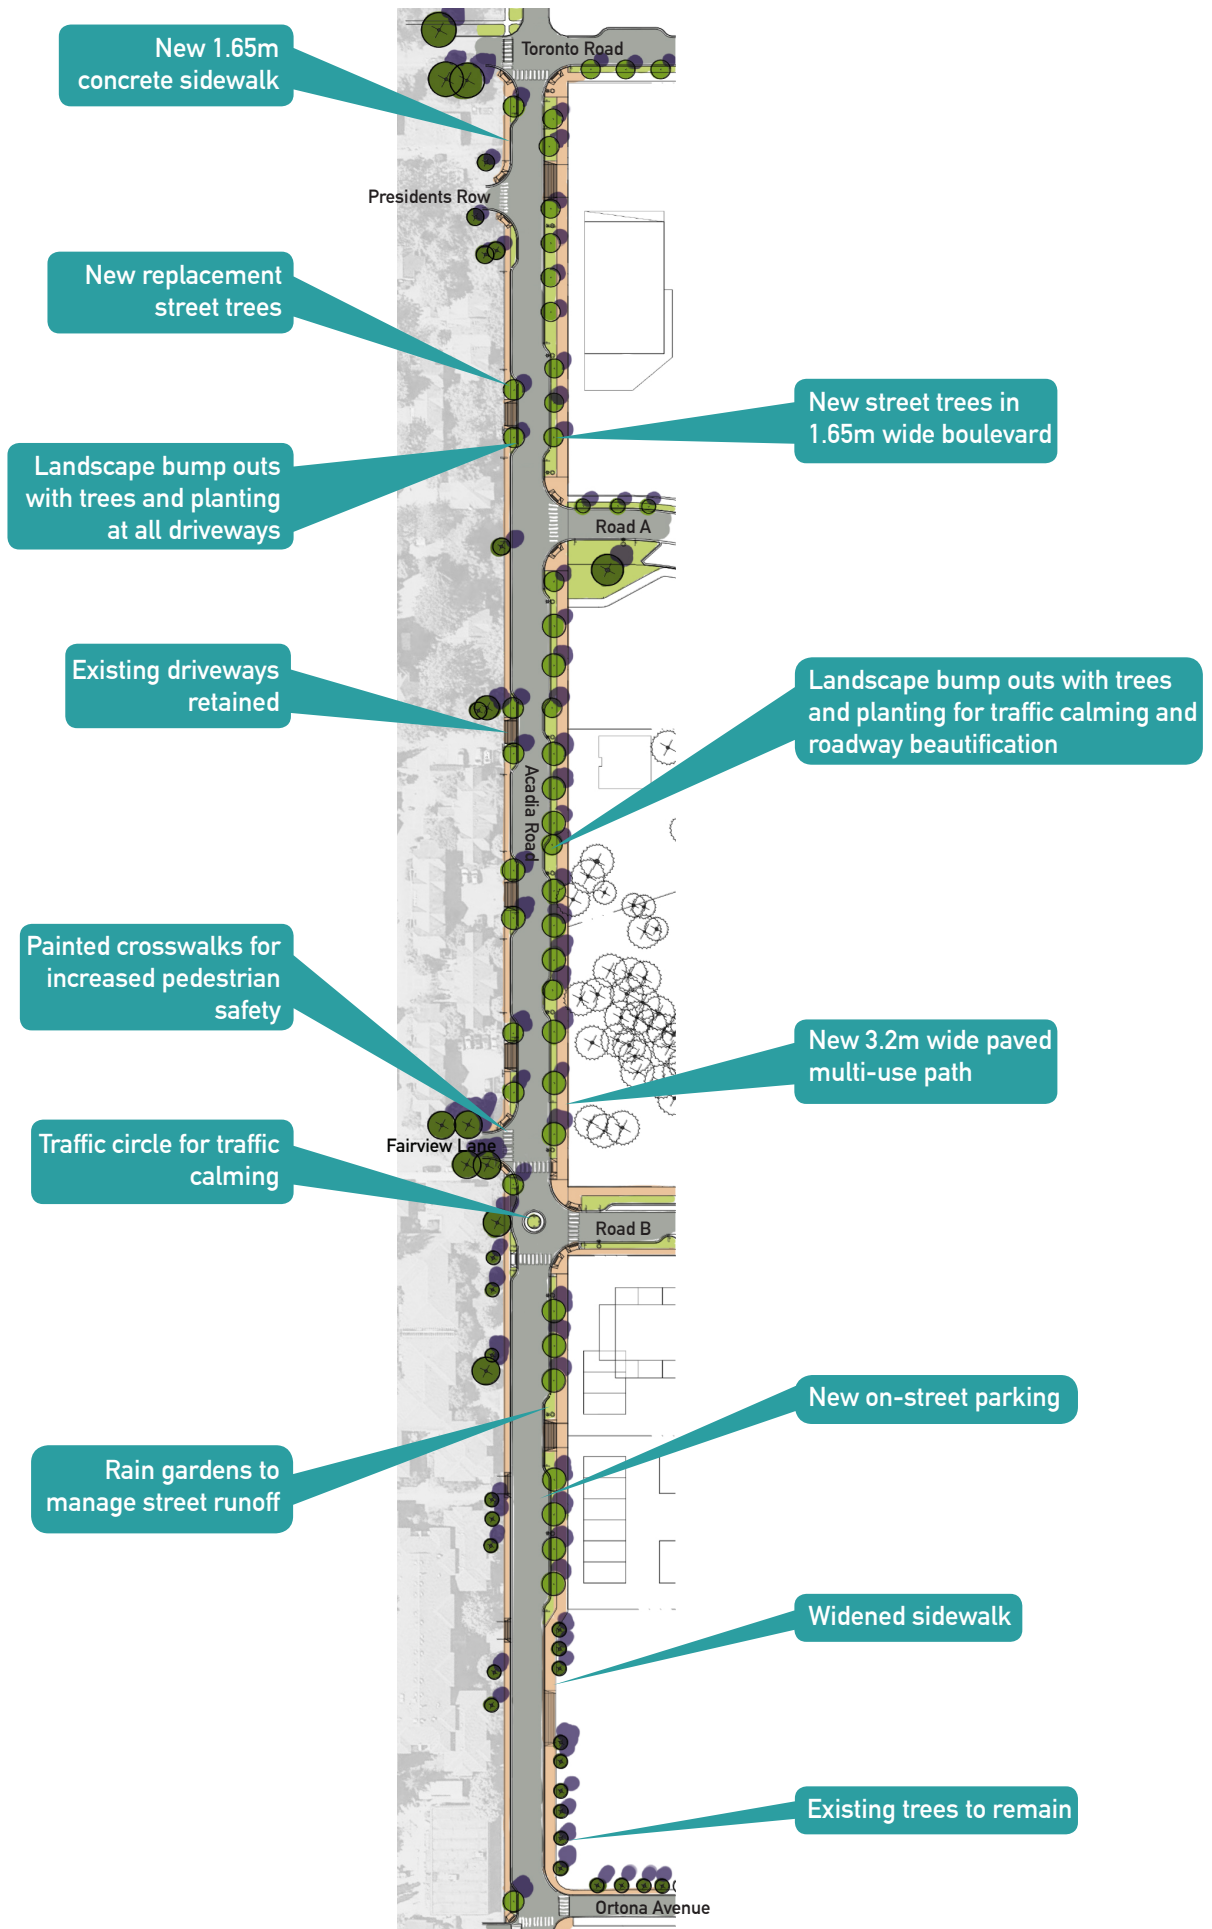 New 1.65m
concrete sidewalk
Toronto Road
Presidents Row
New replacement
street trees
New street trees in
1.65m wide boulevard
Landscape bump outs
with trees and planting
at all driveways
Road A
Existing driveways
retained
Landscape bump outs with trees
and planting for traffic calming and
roadway beautification
Acadia Road
Painted crosswalks for
increased pedestrian
safety
New 3.2m wide paved
multi-use path
Fairview Lane
Traffic circle for traffic
calming
Road B
New on-street parking
Rain gardens to
manage street runoff
Widened sidewalk
Existing trees to remain
Ortona Avenue